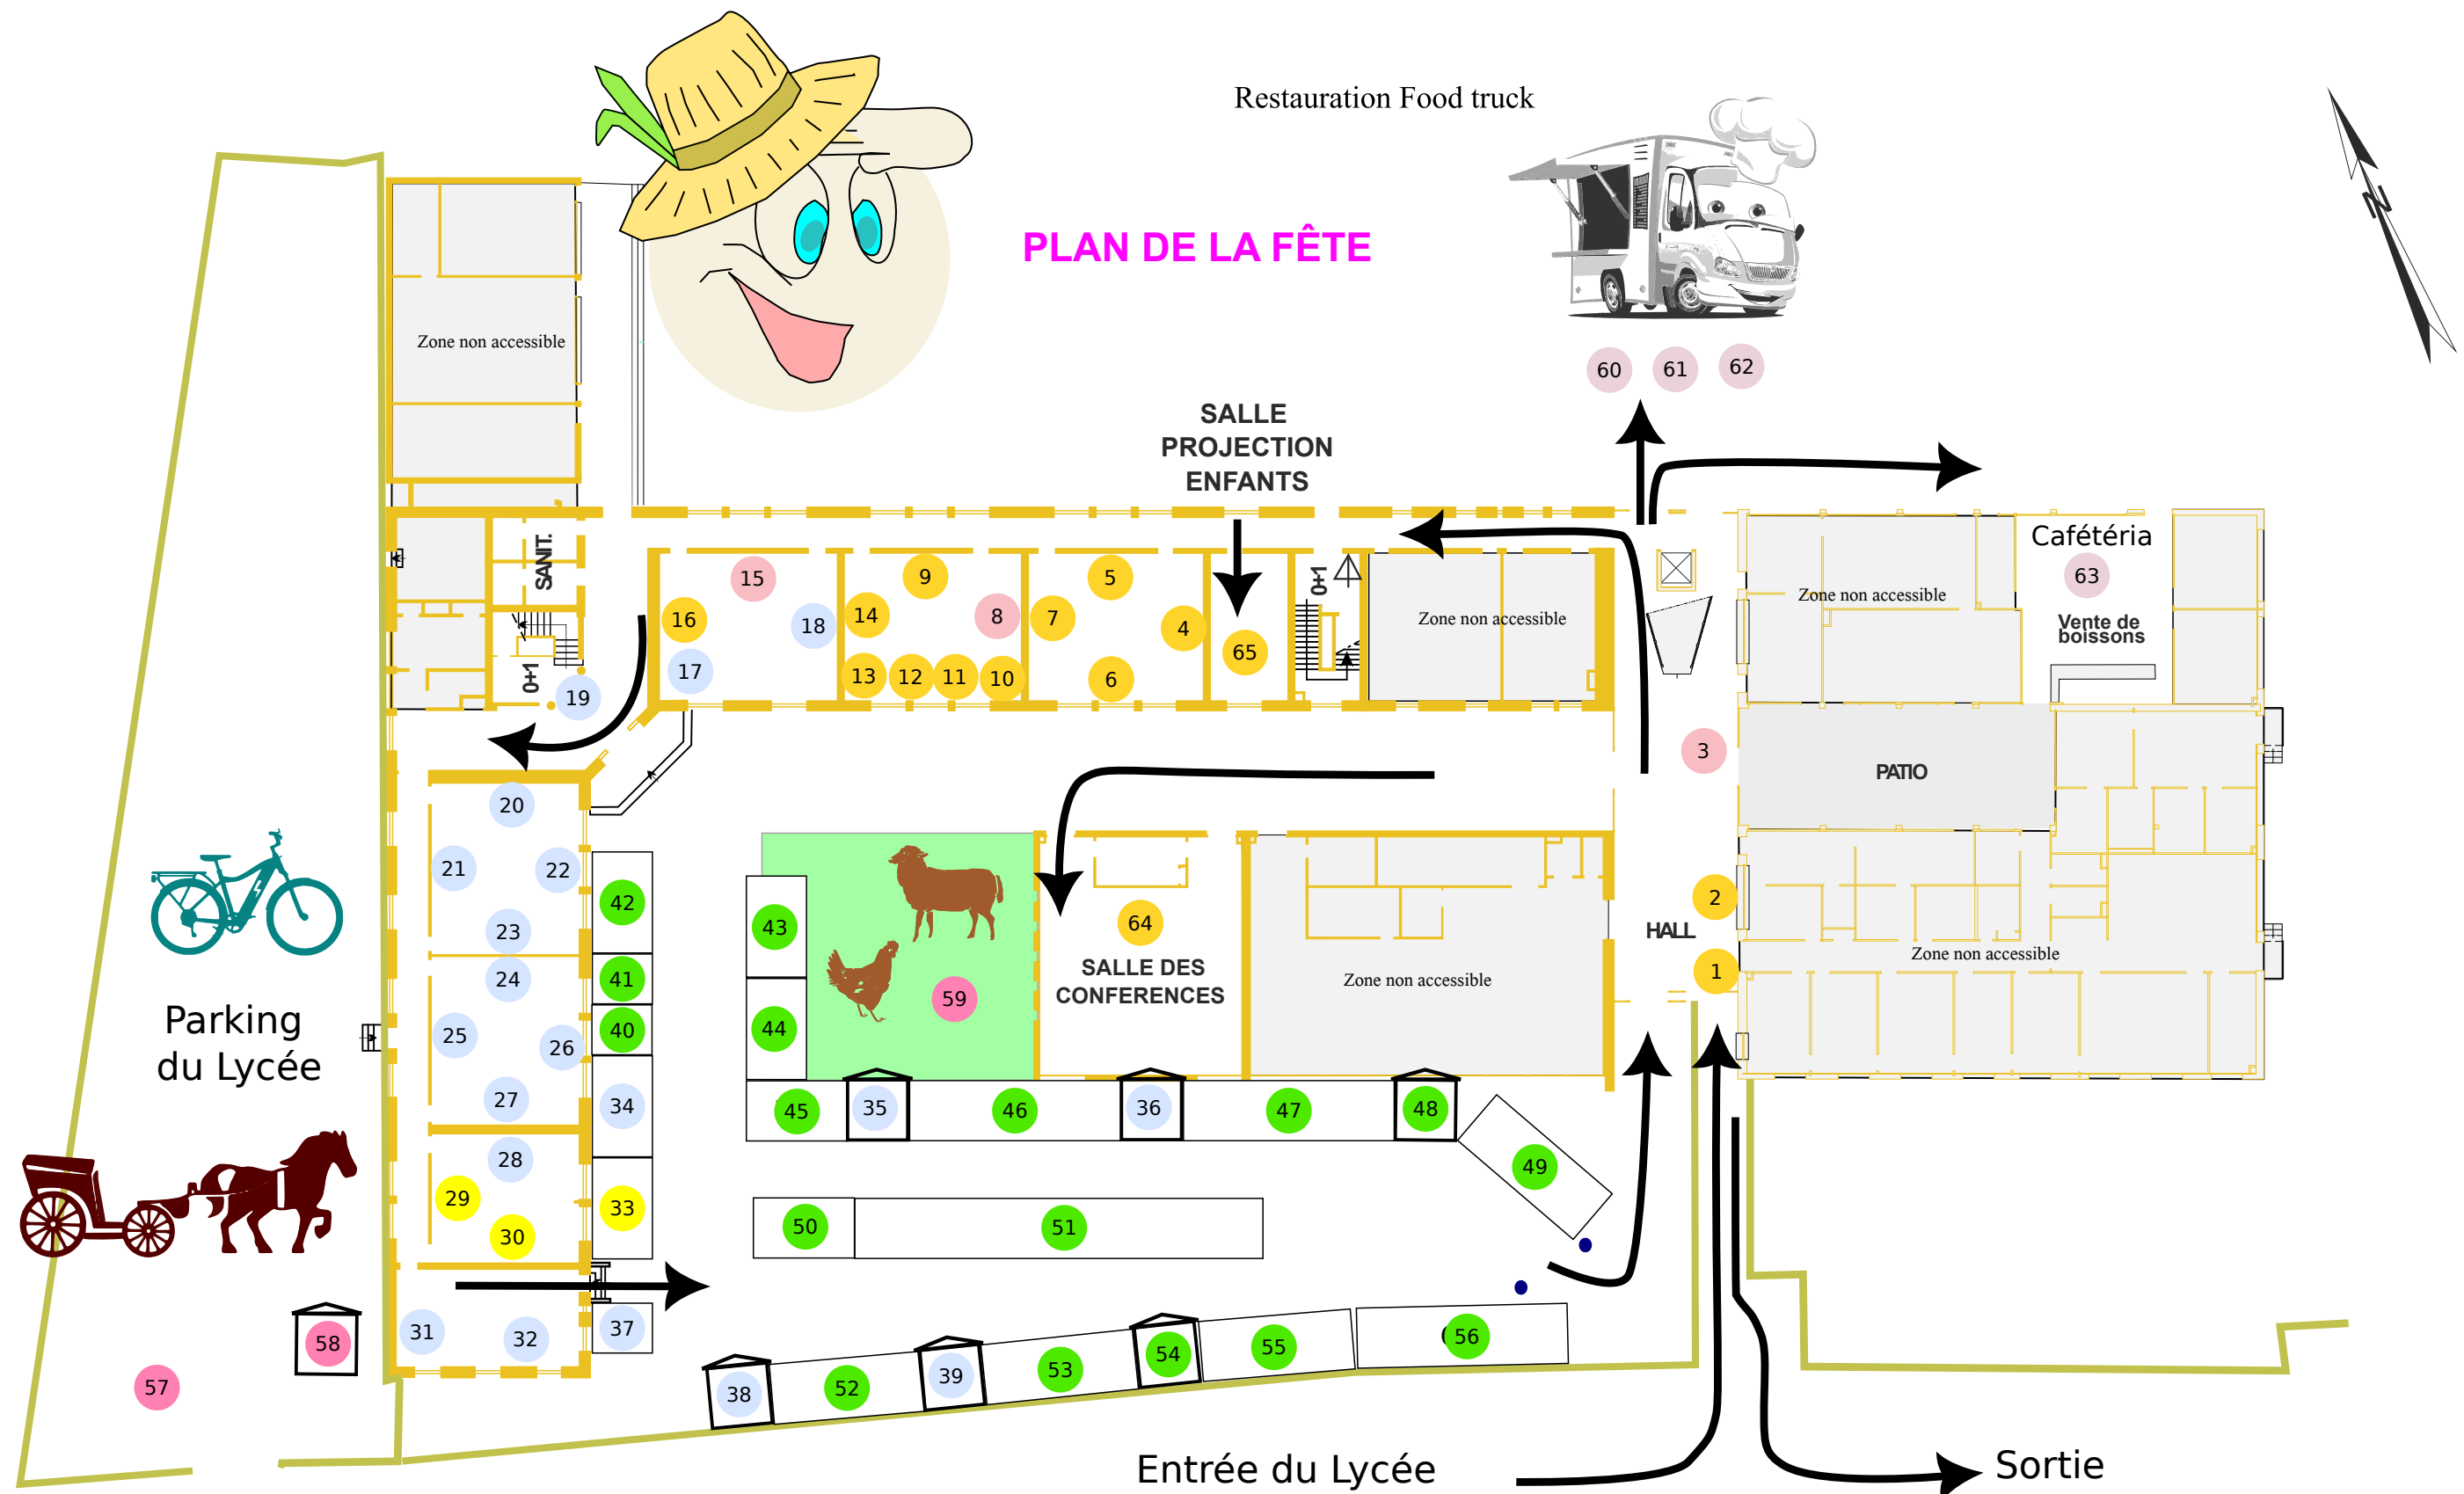 Restauration Food truck
PLAN DE LA FÊTE
N
Zone non accessible
60 61 62
SALLE
PROJECTION
ENFANTS
Cafétéria
63
Vente de
boissons
SANIT.
0+1
19
15
16
18
17
9
14
8
13 12 11 10
5
7
4
6
65
0+1
Zone non accessible
Zone non accessible
3
PATIO
2
HALL
1
Zone non accessible
20
21
22
23
24
25
26
27
28
29
30
31
32
42
41
40
34
33
37
43
44
59
64
SALLE DES
CONFERENCES
Zone non accessible
45 35 46 36 47 48
49
50 51
38 52 39 53 54 55 56
Parking
du Lycée
58
57
Entrée du Lycée
Sortie